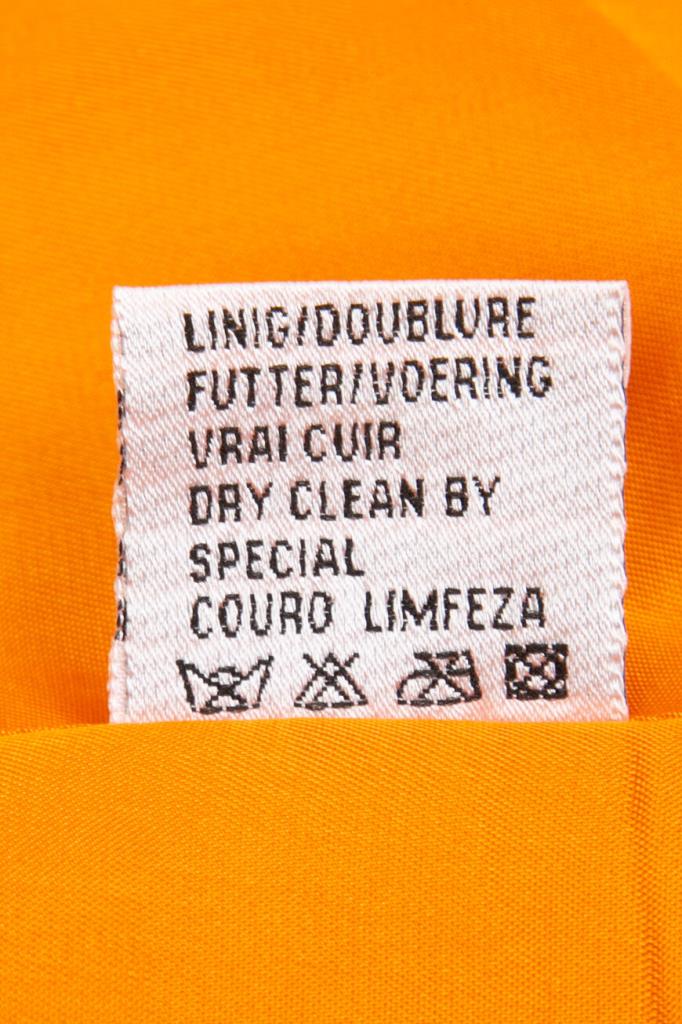 LINIG/DOUBLURE
FUTTER/VOERING
VRAI CUIR
DRY CLEAN BY
SPECIAL
COURO LIMFEZA